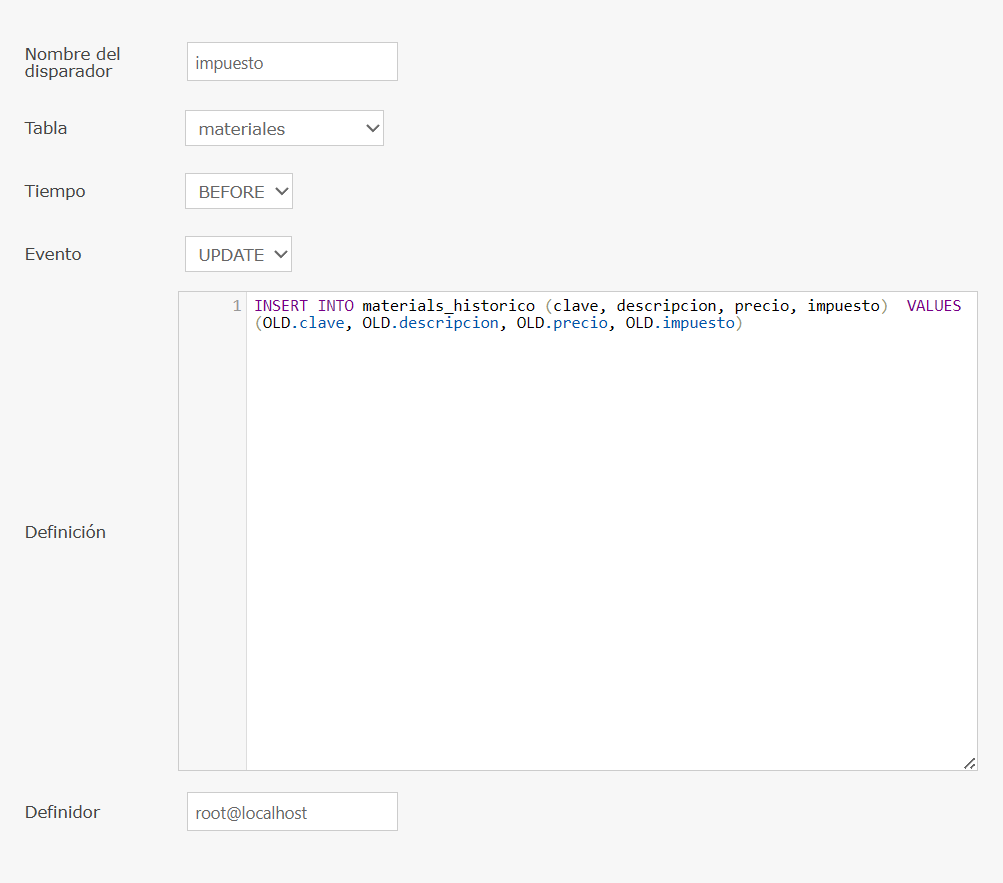 Nombre del
disparador
impuesto
Tabla
materiales
Tiempo
BEFORE
Evento
UPDATE
Definición
1 INSERT INTO materials_historico (clave, descripcion, precio, impuesto)  VALUES
(OLD.clave, OLD.descripcion, OLD.precio, OLD.impuesto)
Definidor
root@localhost